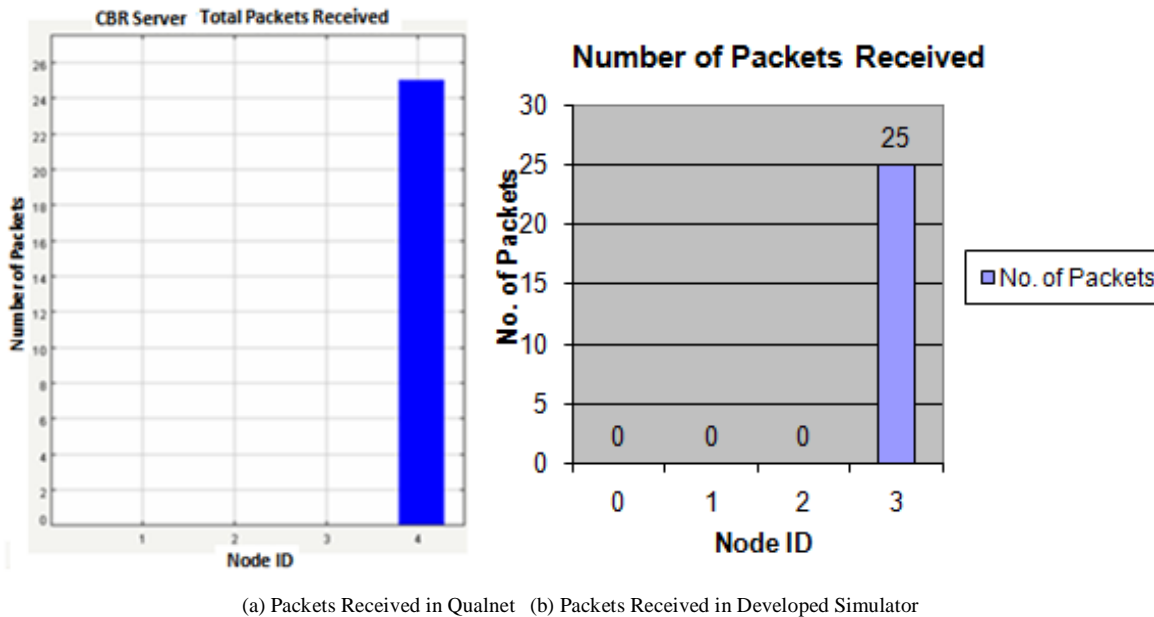 CBR Server Total Packets Received
Number of Packets
26
24
22
20
18
16
14
12
10
8
6
4
2
0
1 2 3 4
Node ID
Number of Packets Received
No. of Packets
30
25
20
15
10
5
0
0 0 0 25
0 1 2 3
Node ID
No. of Packets
(a) Packets Received in Qualnet (b) Packets Received in Developed Simulator